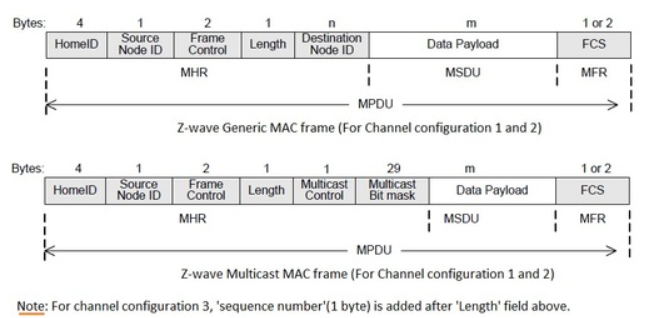 Bytes: 4 1 2 1 n m 1 or 2
HomeID Source Node ID Frame Control Length Destination Node ID Data Payload FCS
MHR MSDU MFR
MPDU
Z-wave Generic MAC frame (For Channel configuration 1 and 2)
Bytes: 4 1 2 1 1 29 m 1 or 2
HomeID Source Node ID Frame Control Length Multicast Control Multicast Bit mask Data Payload FCS
MHR MSDU MFR
MPDU
Z-wave Multicast MAC frame (For Channel configuration 1 and 2)
Note: For channel configuration 3, 'sequence number'(1 byte) is added after 'Length' field above.